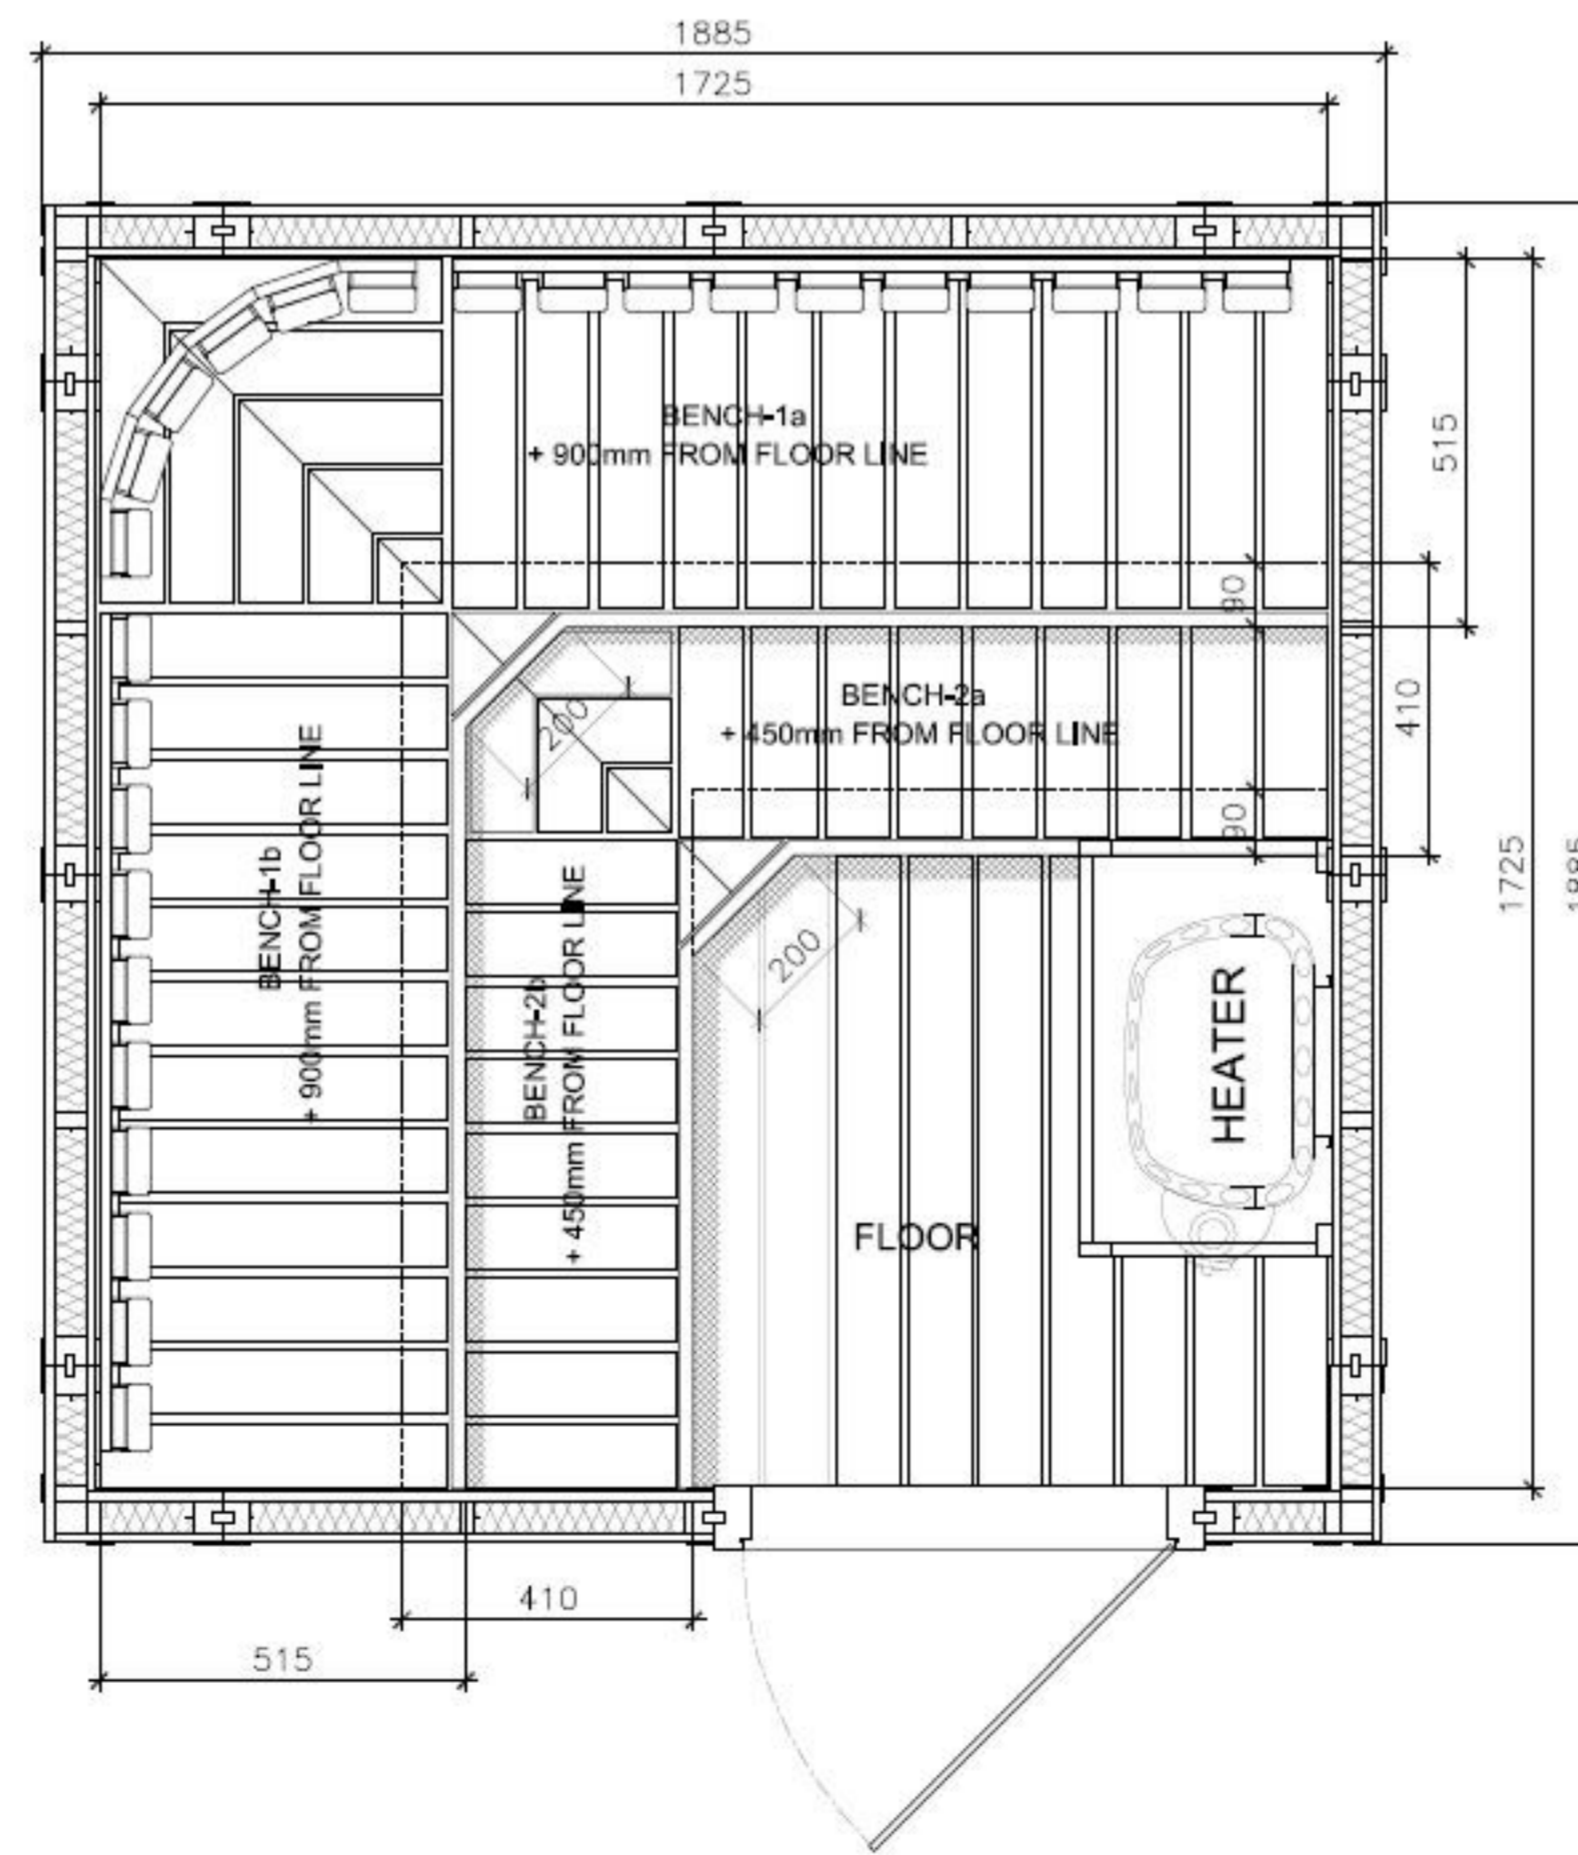 1885
1725
BENCH-1a
+ 900mm FROM FLOOR LINE
515
90
410
BENCH-2a
+ 450mm FROM FLOOR LINE
200
90
1725
1885
BENCH-1b
+ 900mm FROM FLOOR LINE
BENCH-2b
+ 450mm FROM FLOOR LINE
200
HEATER
FLOOR
410
515